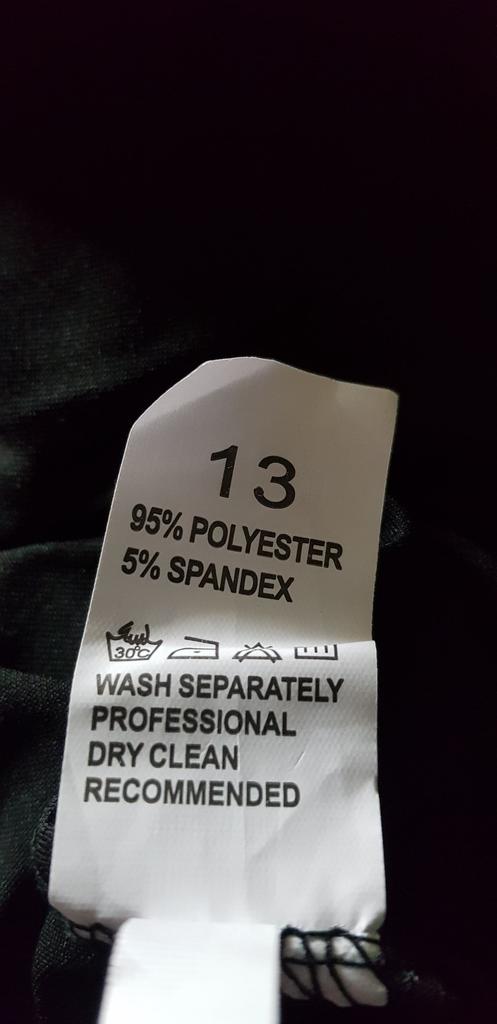 13
95% POLYESTER
5% SPANDEX
30°C
WASH SEPARATELY
PROFESSIONAL
DRY CLEAN
RECOMMENDED